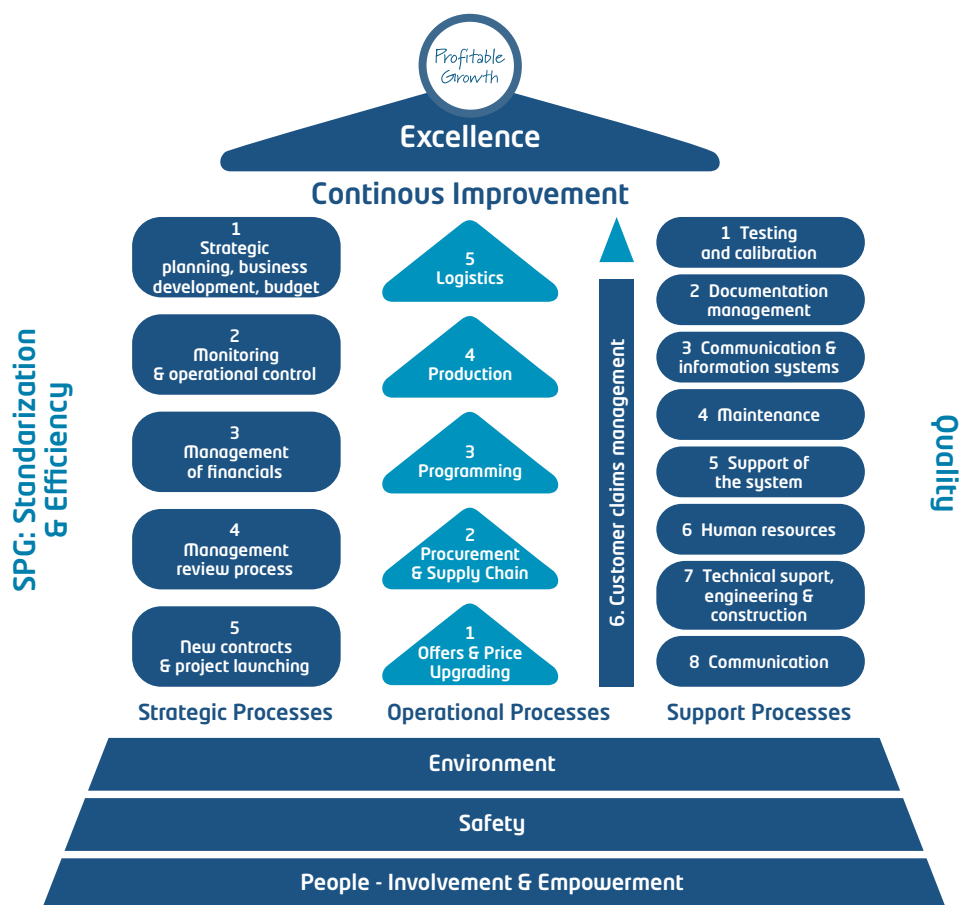 Profitable
Growth
Excellence
Continous Improvement
SPG: Standarization
& Efficiency
1
Strategic
planning, business
development, budget
2
Monitoring
& operational control
3
Management
of financials
4
Management
review process
5
New contracts
& project launching
Strategic Processes
5
Logistics
4
Production
3
Programming
2
Procurement
& Supply Chain
1
Offers & Price
Upgrading
6. Customer claims management
Operational Processes
1 Testing
and calibration
2 Documentation
management
3 Communication &
information systems
4 Maintenance
5 Support of
the system
6 Human resources
7 Technical suport,
engineering &
construction
8 Communication
Support Processes
Quality
Environment
Safety
People - Involvement & Empowerment